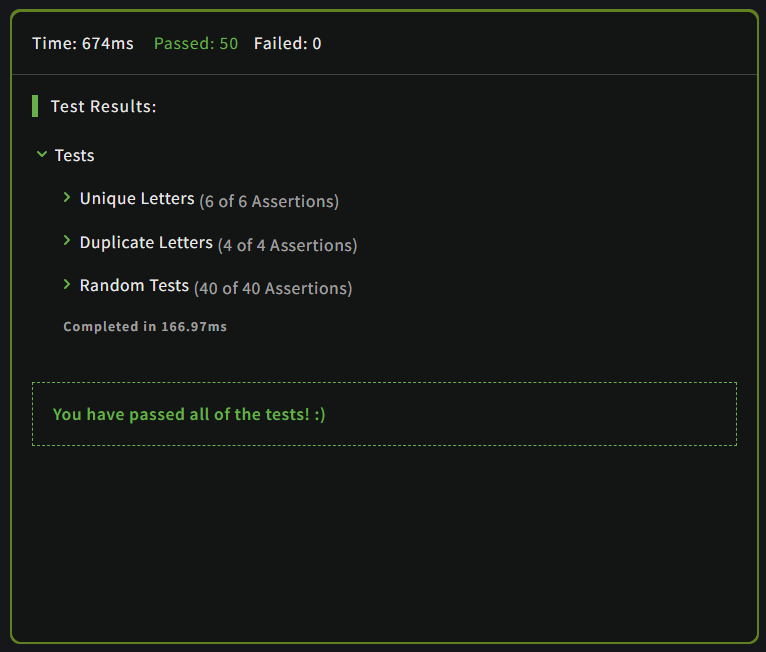 Time: 674ms Passed: 50 Failed: 0
Test Results:
Tests
Unique Letters (6 of 6 Assertions)
Duplicate Letters (4 of 4 Assertions)
Random Tests (40 of 40 Assertions)
Completed in 166.97ms
You have passed all of the tests! :)